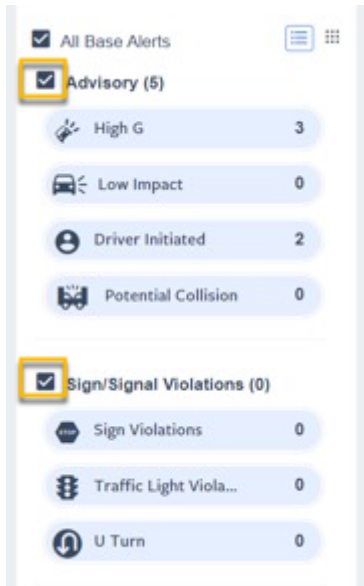 All Base Alerts
Advisory (5)
High G 3
Low Impact 0
Driver Initiated 2
Potential Collision 0
Sign/Signal Violations (0)
STOP Sign Violations 0
Traffic Light Viola... 0
U Turn 0